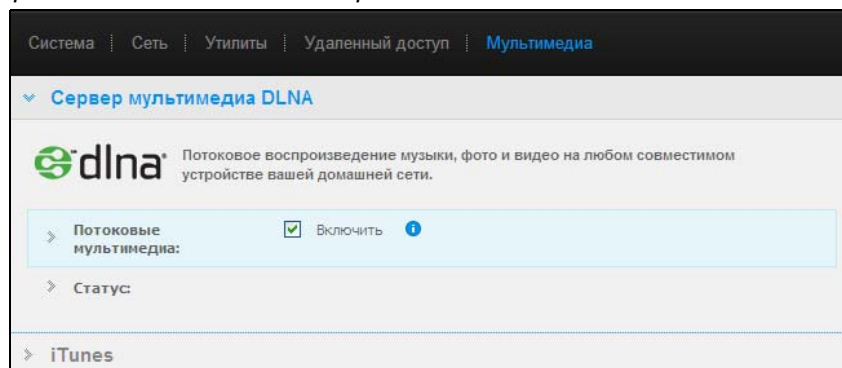 Система | Сеть | Утилиты | Удаленный доступ | Мультимедиа
Сервер мультимедиа DLNA
dlna
Потоковое воспроизведение музыки, фото и видео на любом совместимом
устройстве вашей домашней сети.
Потоковые
мультимедиа:
Включить
Статус:
iTunes